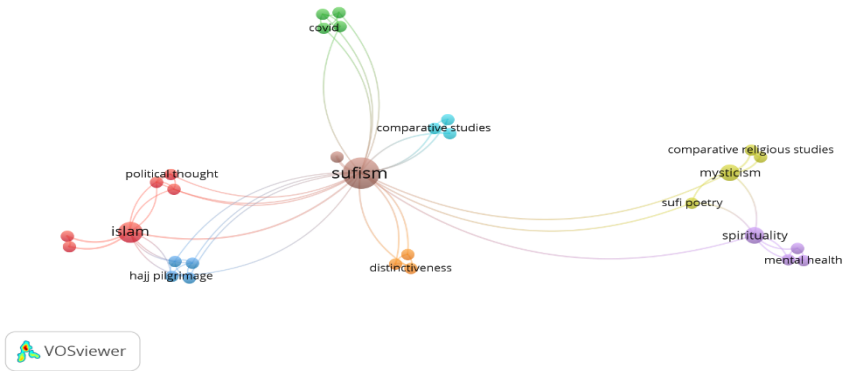 covid
comparative studies
comparative religious studies
political thought
sufism
mysticism
sufi poetry
islam
spirituality
mental health
hajj pilgrimage
distinctiveness
VOSviewer